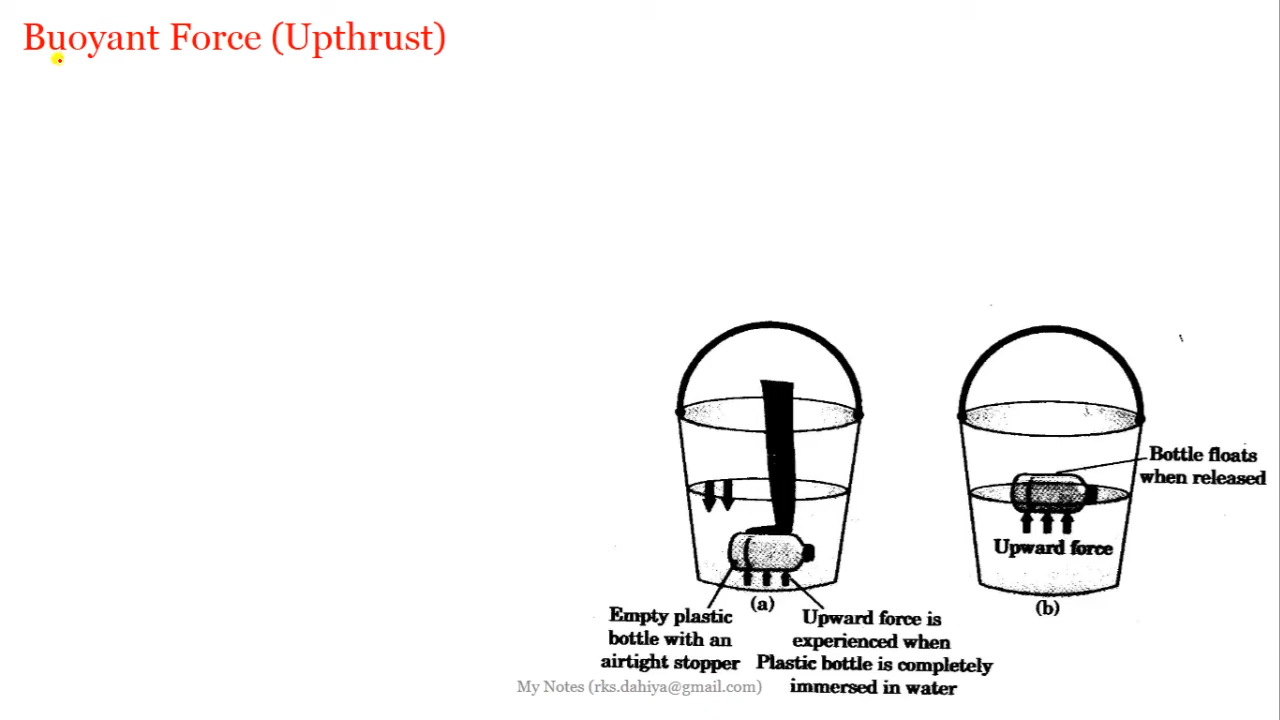 Buoyant Force (Upthrust)
Bottle floats
when released
Upward force
(a)
(b)
Empty plastic
bottle with an
airtight stopper
Upward force is
experienced when
Plastic bottle is completely
immersed in water
My Notes (rks.dahiya@gmail.com)